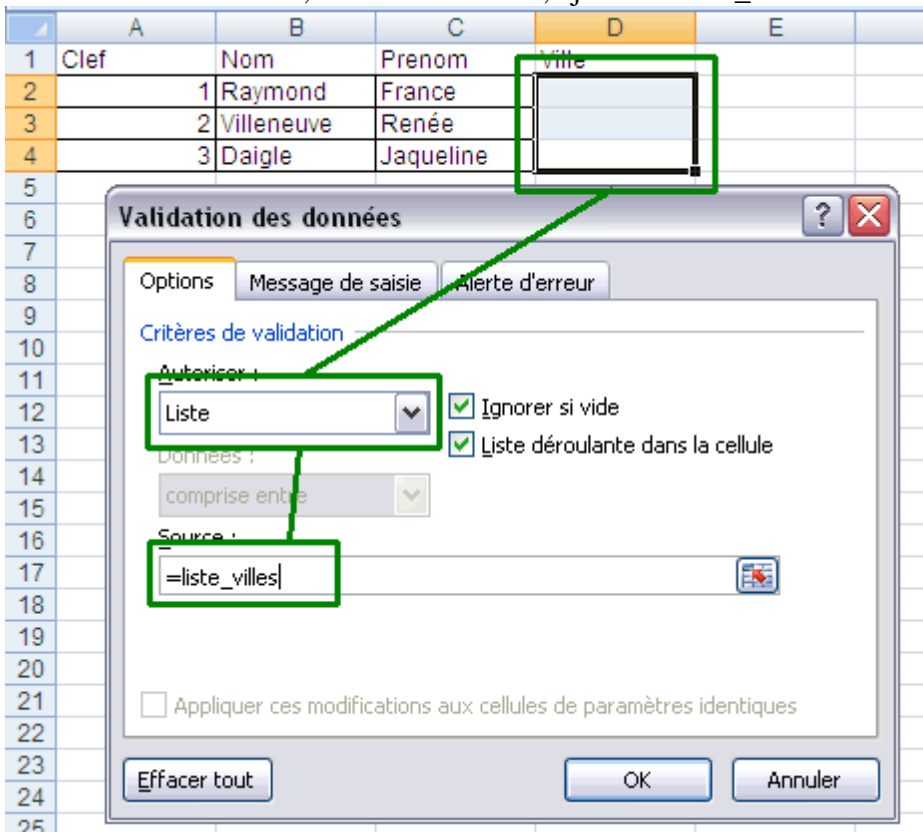 A B C D E
1 Clef Nom Prenom Ville
2 1 Raymond France
3 2 Villeneuve Renée
4 3 Daigle Jaqueline
5
6 Validation des données ?
7
8 Options Message de saisie Alerte d'erreur
9
10 Critères de validation
11 Autoriser :
12 Liste Ignorer si vide
13 Liste déroulante dans la cellule
Données :
14
15 comprise entre
16 Source :
17 =liste_villes
18
19
20
21 Appliquer ces modifications aux cellules de paramètres identiques
22
23 Effacer tout OK Annuler
24
25